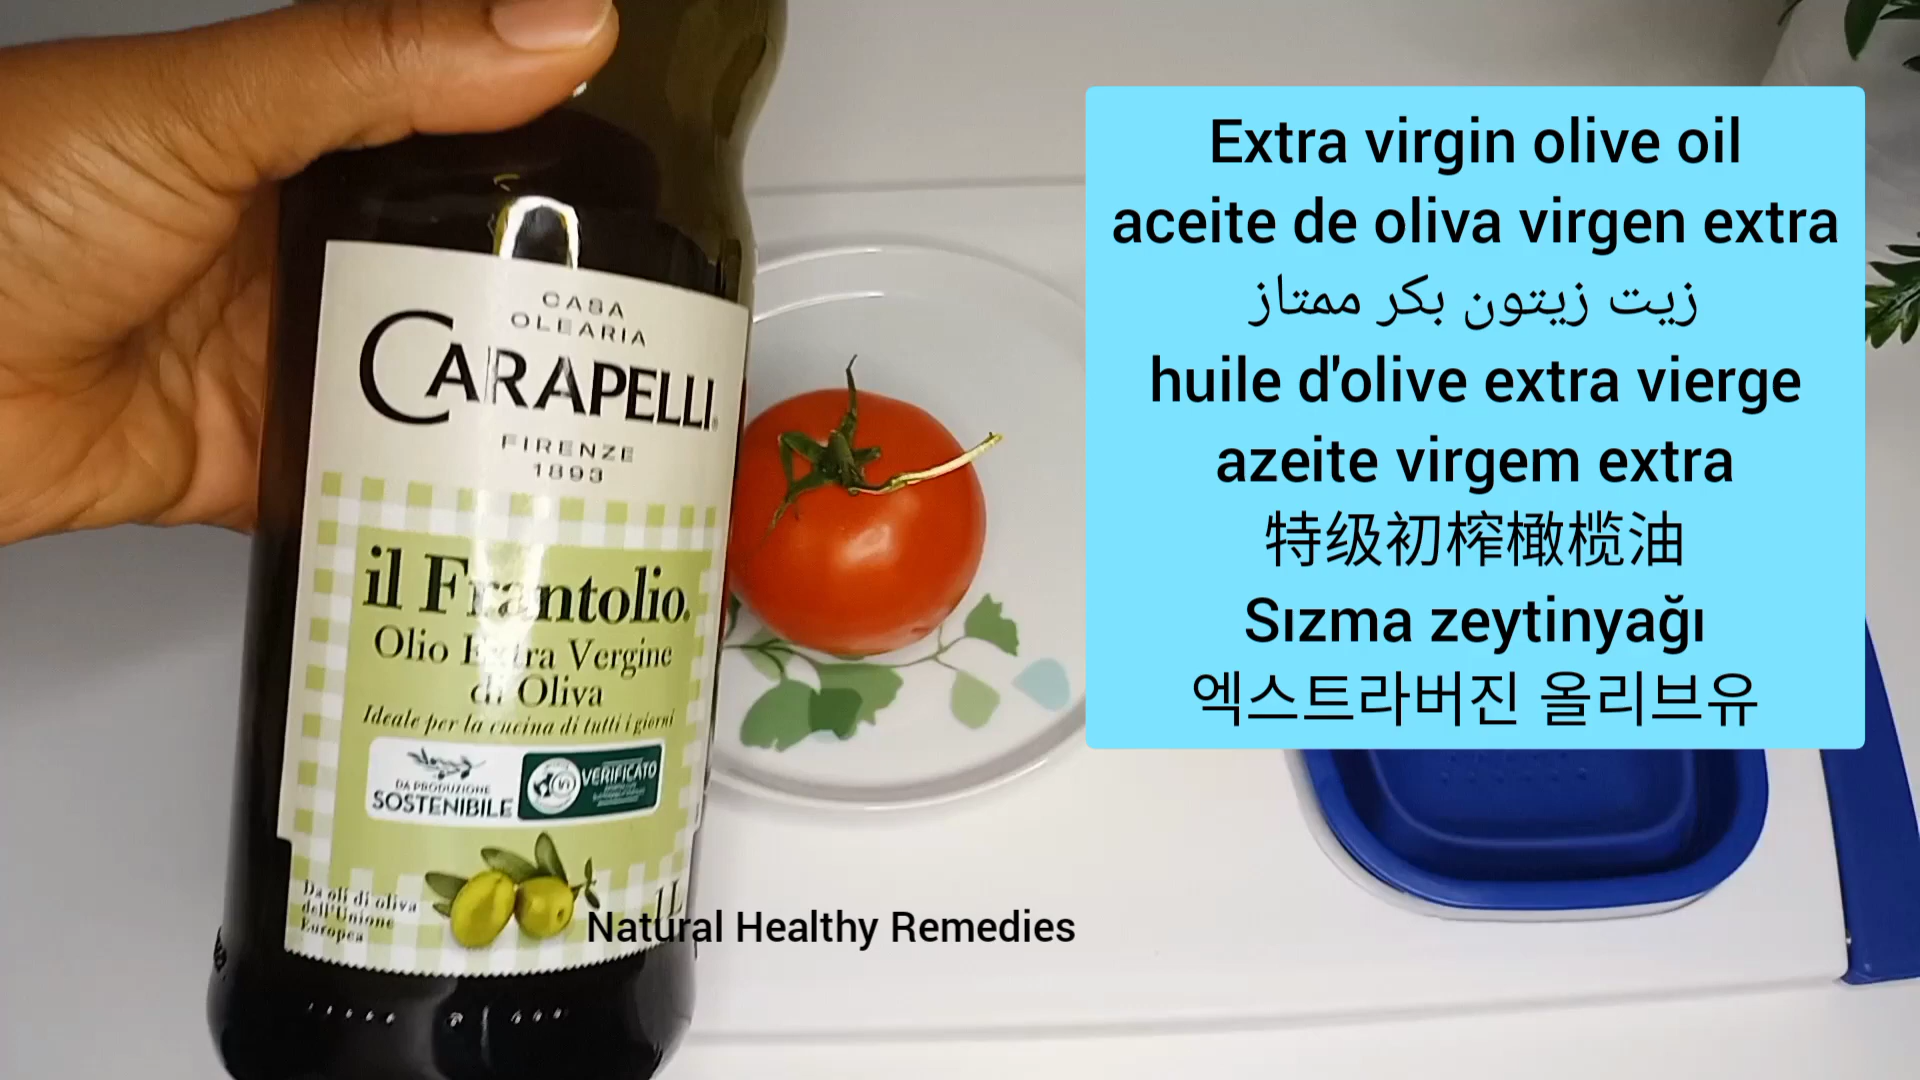 CASA
OLEARIA
CARAPELLI
FIRENZE
1893
il Frantolio.
Olio Extra Vergine
di Oliva
Ideale per la cucina di tutti i giorni
DA PRODUZIONE
SOSTENIBILE
VERIFICATO
Da oli di oliva
dell'Unione
Europea
1L
Natural Healthy Remedies
Extra virgin olive oil
aceite de oliva virgen extra
زيت زيتون بكر ممتاز
huile d'olive extra vierge
azeite virgem extra
特级初榨橄榄油
Sızma zeytinyağı
엑스트라버진 올리브유